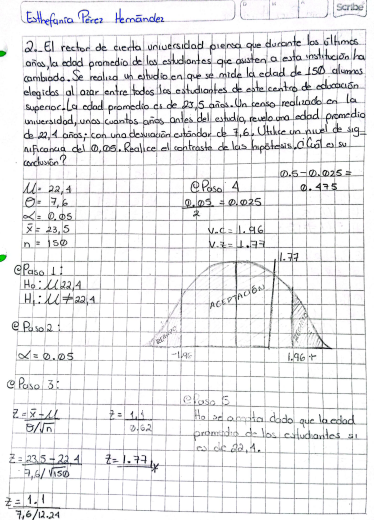 Scribe
Esthefanía Pérez Hernández
2.- El rector de cierta universidad piensa que durante los últimos
años, la edad promedio de los estudiantes que asisten a esta institución ha
cambiado. Se realiza un estudio en que se mide la edad de 150 alumnos
elegidos al azar entre todos los estudiantes de este centro de educación
superior. La edad promedio es de 23,5 años. Un censo realizado en la
universidad, unos cuantos años antes del estudio, revelo una edad promedio
de 22,4 años; con una desviación estándar de 7,6. Utilice un nivel de sig-
nificancia del 0,05. Realice el contraste de las hipótesis. ¿Cuál es su
conclusión?
μ= 22,4
θ= 7,6
α= 0.05
x̄= 23,5
n= 150
Paso 1:
Ho: μ 22,4
Hi: μ ≠ 22,4
Paso 2:
α= 0.05
Paso 3:
Z= x̄-μ
θ/√n
Z= 23,5-22,4
7,6/√150
Z= 1.1
7,6/12.24
Z= 1.1
0.62
Z= 1.77
Paso 4
0.05 = 0.025
2
0.5-0.025=
0.475
V.C= 1.96
V.Z= 1.77
1.77
ACEPTACIÓN
-1.96
1.96 +
Paso 5
Ho se acepta dado que la edad
promedio de los estudiantes si
es de 22,4.